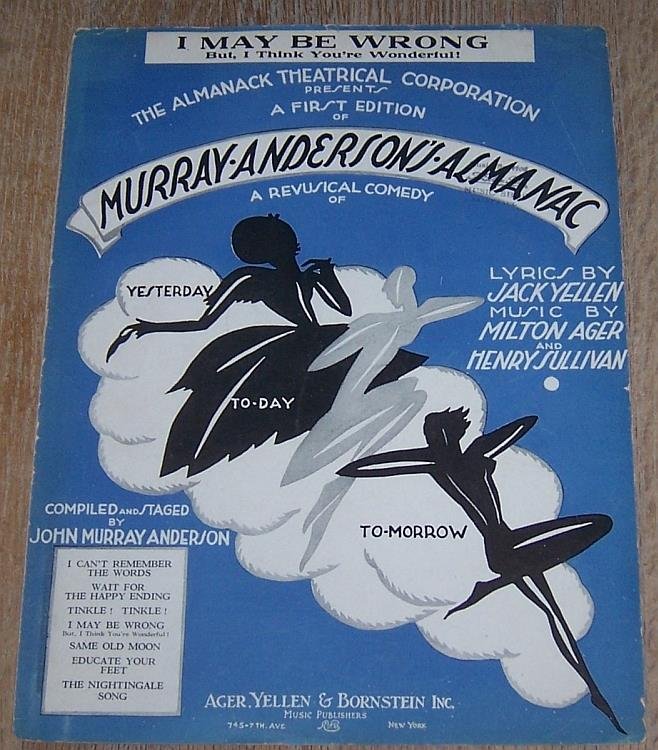 I MAY BE WRONG
But, I Think You're Wonderful!
THE ALMANACK THEATRICAL CORPORATION
PRESENTS
A FIRST EDITION
OF
MURRAY·ANDERSON'S·ALMANAC
A REVUSICAL COMEDY
OF
YESTERDAY
TO-DAY
TO-MORROW
LYRICS BY
JACK YELLEN
MUSIC BY
MILTON AGER
AND
HENRY SULLIVAN
COMPILED AND STAGED
BY
JOHN MURRAY ANDERSON
I CAN'T REMEMBER
THE WORDS
WAIT FOR
THE HAPPY ENDING
TINKLE! TINKLE!
I MAY BE WRONG
But, I Think You're Wonderful!
SAME OLD MOON
EDUCATE YOUR
FEET
THE NIGHTINGALE
SONG
AGER, YELLEN & BORNSTEIN INC.
MUSIC PUBLISHERS
745-7TH. AVE NEW YORK